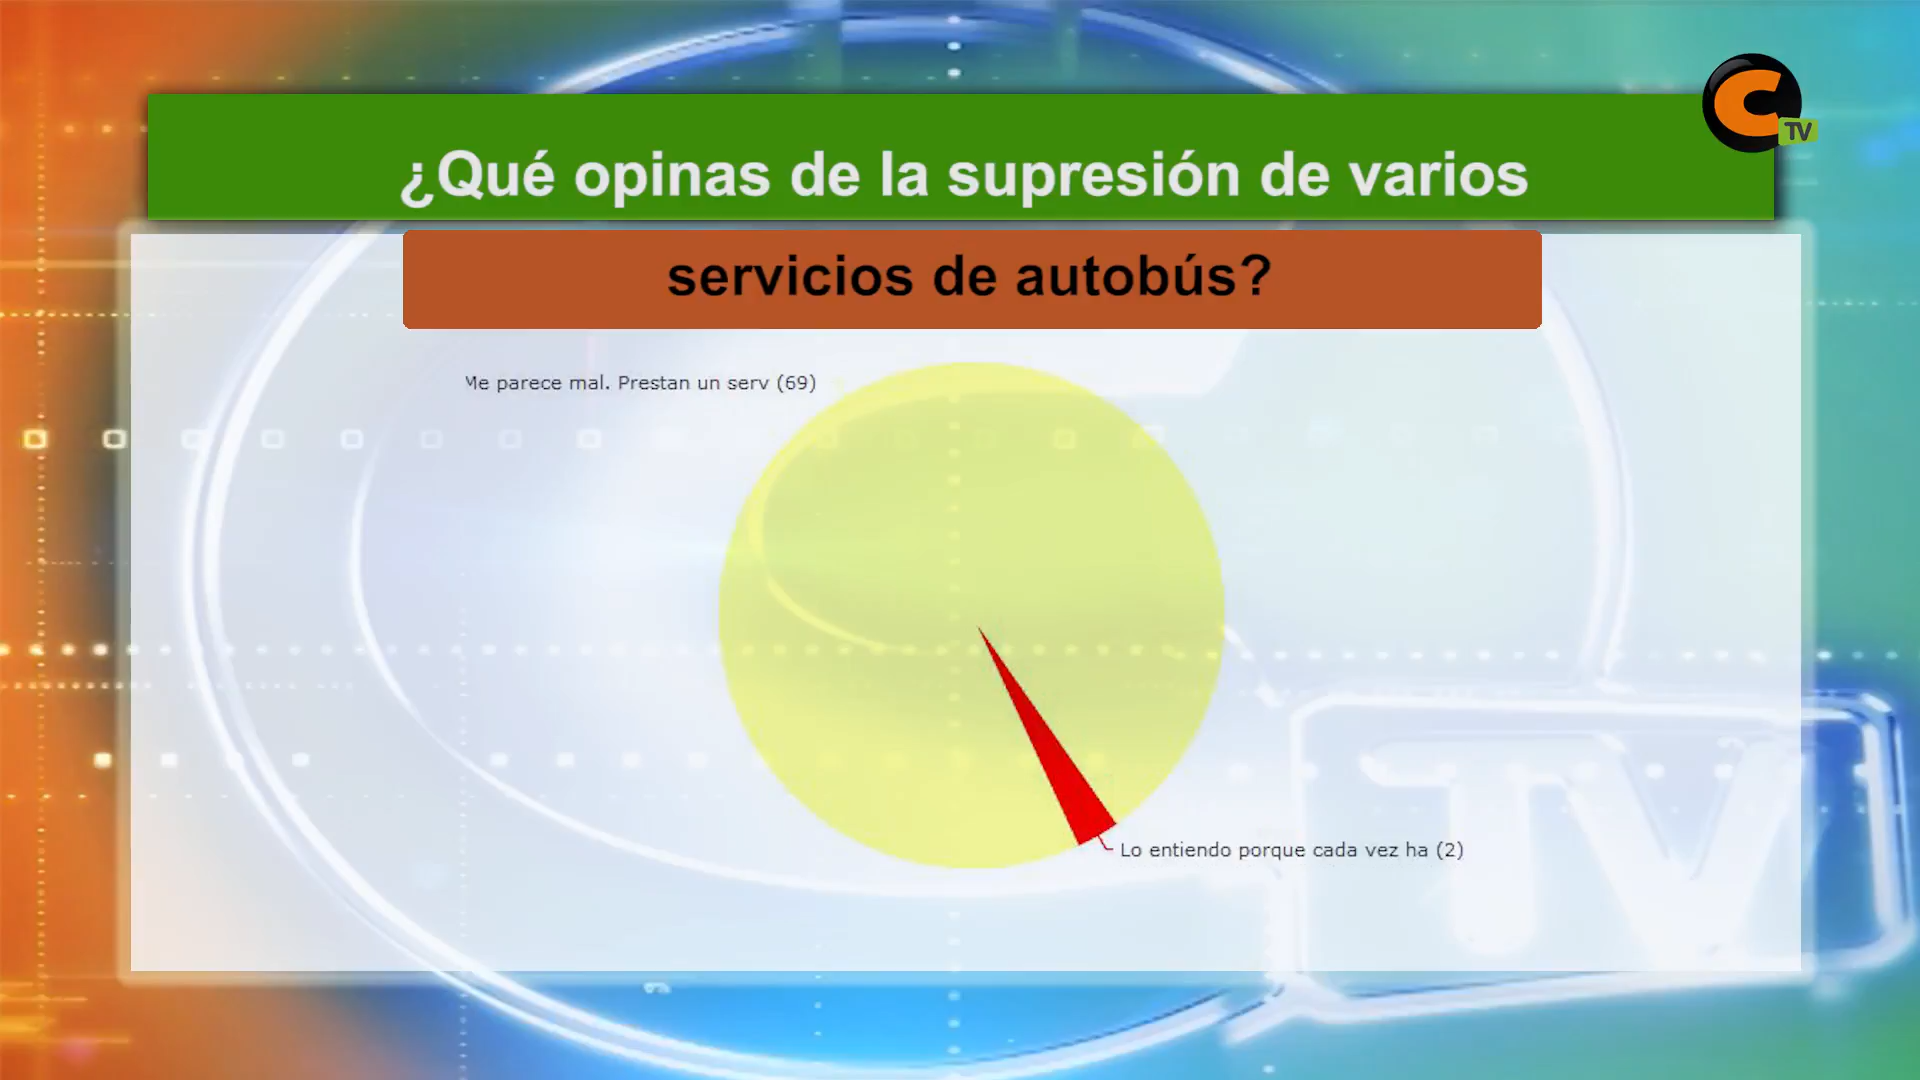 ¿Qué opinas de la supresión de varios
servicios de autobús?
Me parece mal. Prestan un serv (69)
Lo entiendo porque cada vez ha (2)
C TV
TV